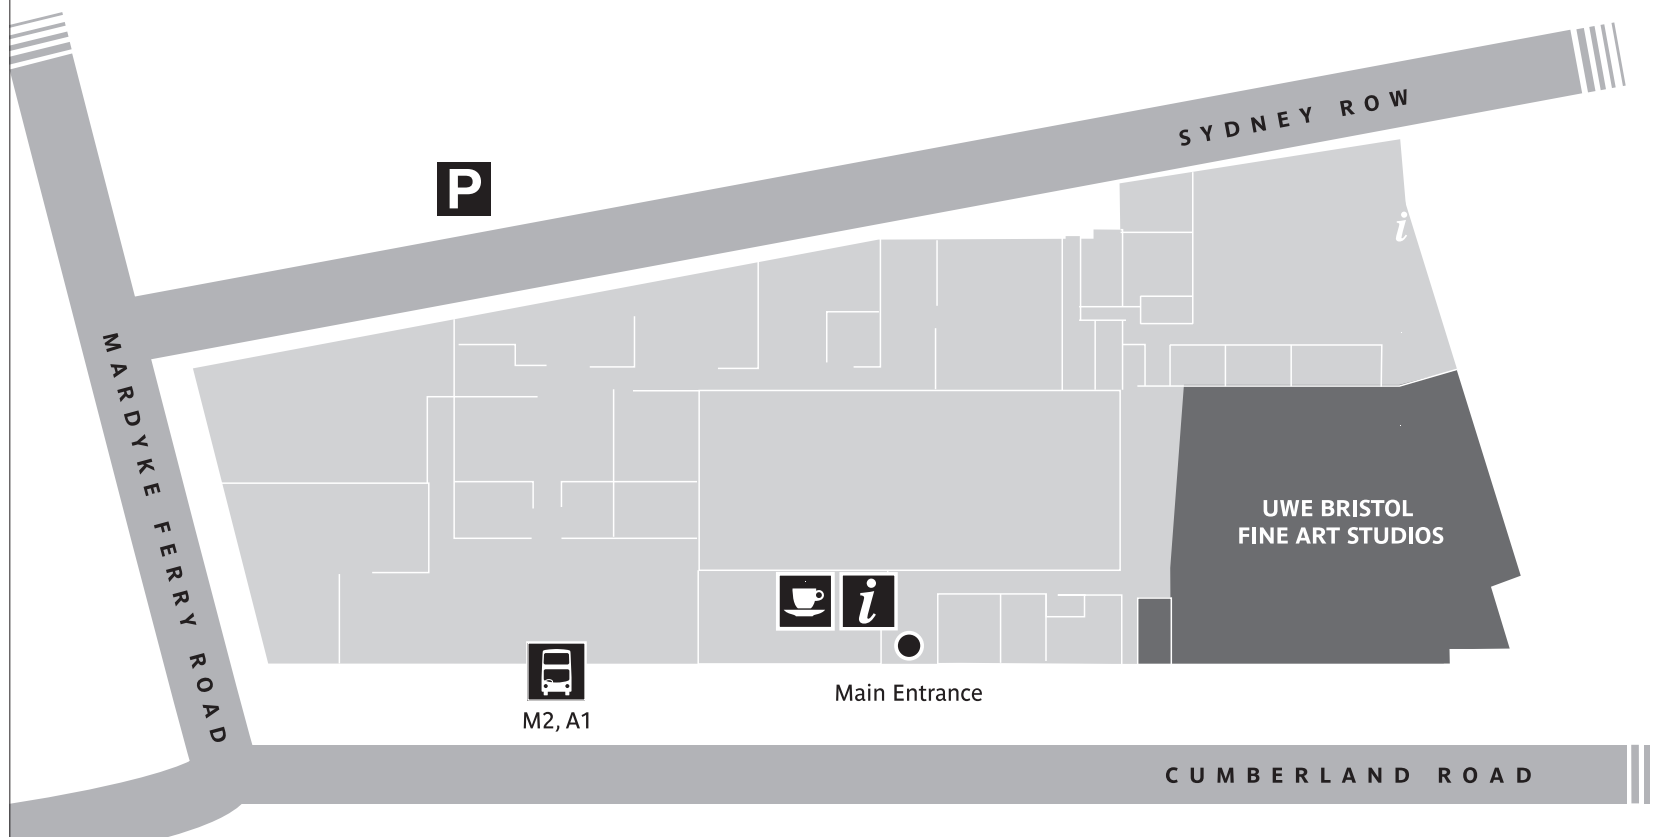 SYDNEY ROW
P
i
MARDYKE FERRY ROAD
UWE BRISTOL
FINE ART STUDIOS
i
Main Entrance
M2, A1
CUMBERLAND ROAD